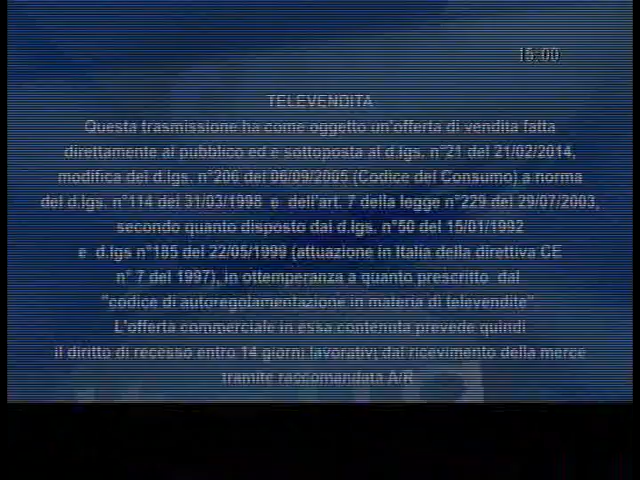 15:00
TELEVENDITA
Questa trasmissione ha come oggetto un'offerta di vendita fatta
direttamente al pubblico ed e sottoposta al d.lgs. n°21 del 21/02/2014,
modifica del d.lgs. n°206 del 06/09/2005 (Codice del Consumo) a norma
del d.lgs. n°114 del 31/03/1998 e dell'art. 7 della legge n°229 del 29/07/2003,
secondo quanto disposto dal d.lgs. n°50 del 15/01/1992
e d.lgs n°185 del 22/05/1999 (attuazione in Italia della direttiva CE
n° 7 del 1997), in ottemperanza a quanto prescritto dal
"codice di autoregolamentazione in materia di televendite"
L'offerta commerciale in essa contenuta prevede quindi
il diritto di recesso entro 14 giorni lavorativi dal ricevimento della merce
tramite raccomandata A/R